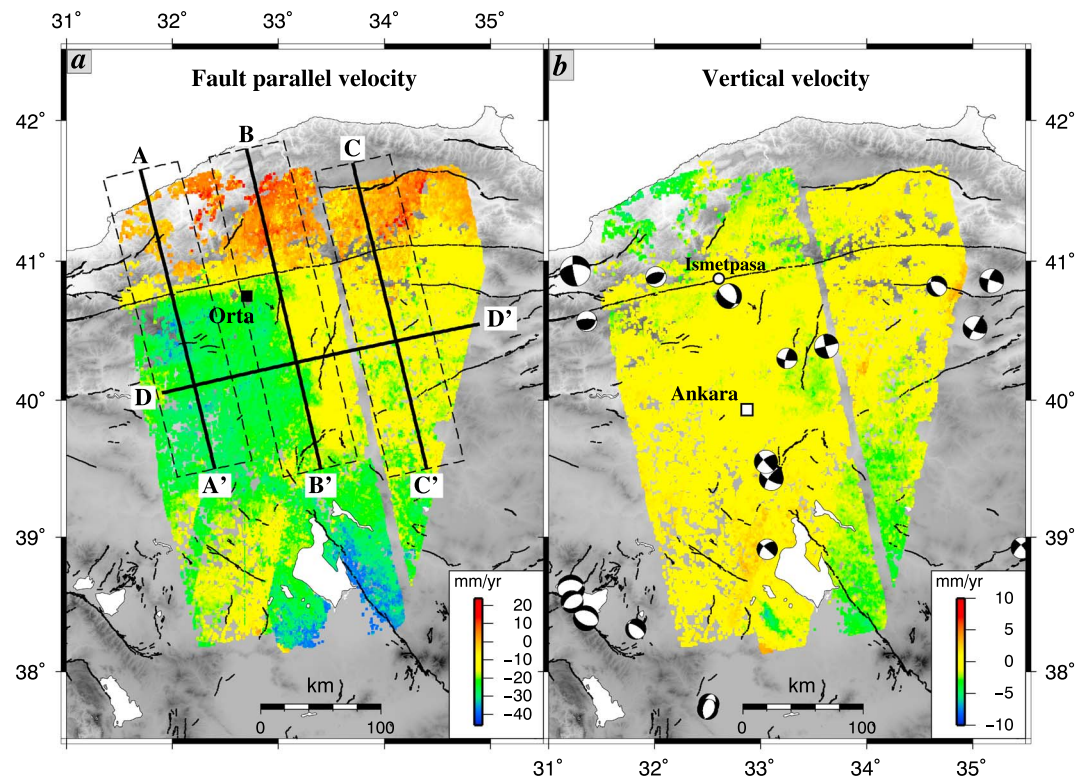 31° 32° 33° 34° 35°
a Fault parallel velocity
b Vertical velocity
42° 42°
A B C
41° 41°
Ismetpasa
Orta
D'
D
Ankara
40° 40°
A' B' C'
39° 39°
mm/yr
20
10
0
−10
−20
−30
−40
mm/yr
10
5
0
−5
−10
38° 38°
km
0 100
km
0 100
31° 32° 33° 34° 35°